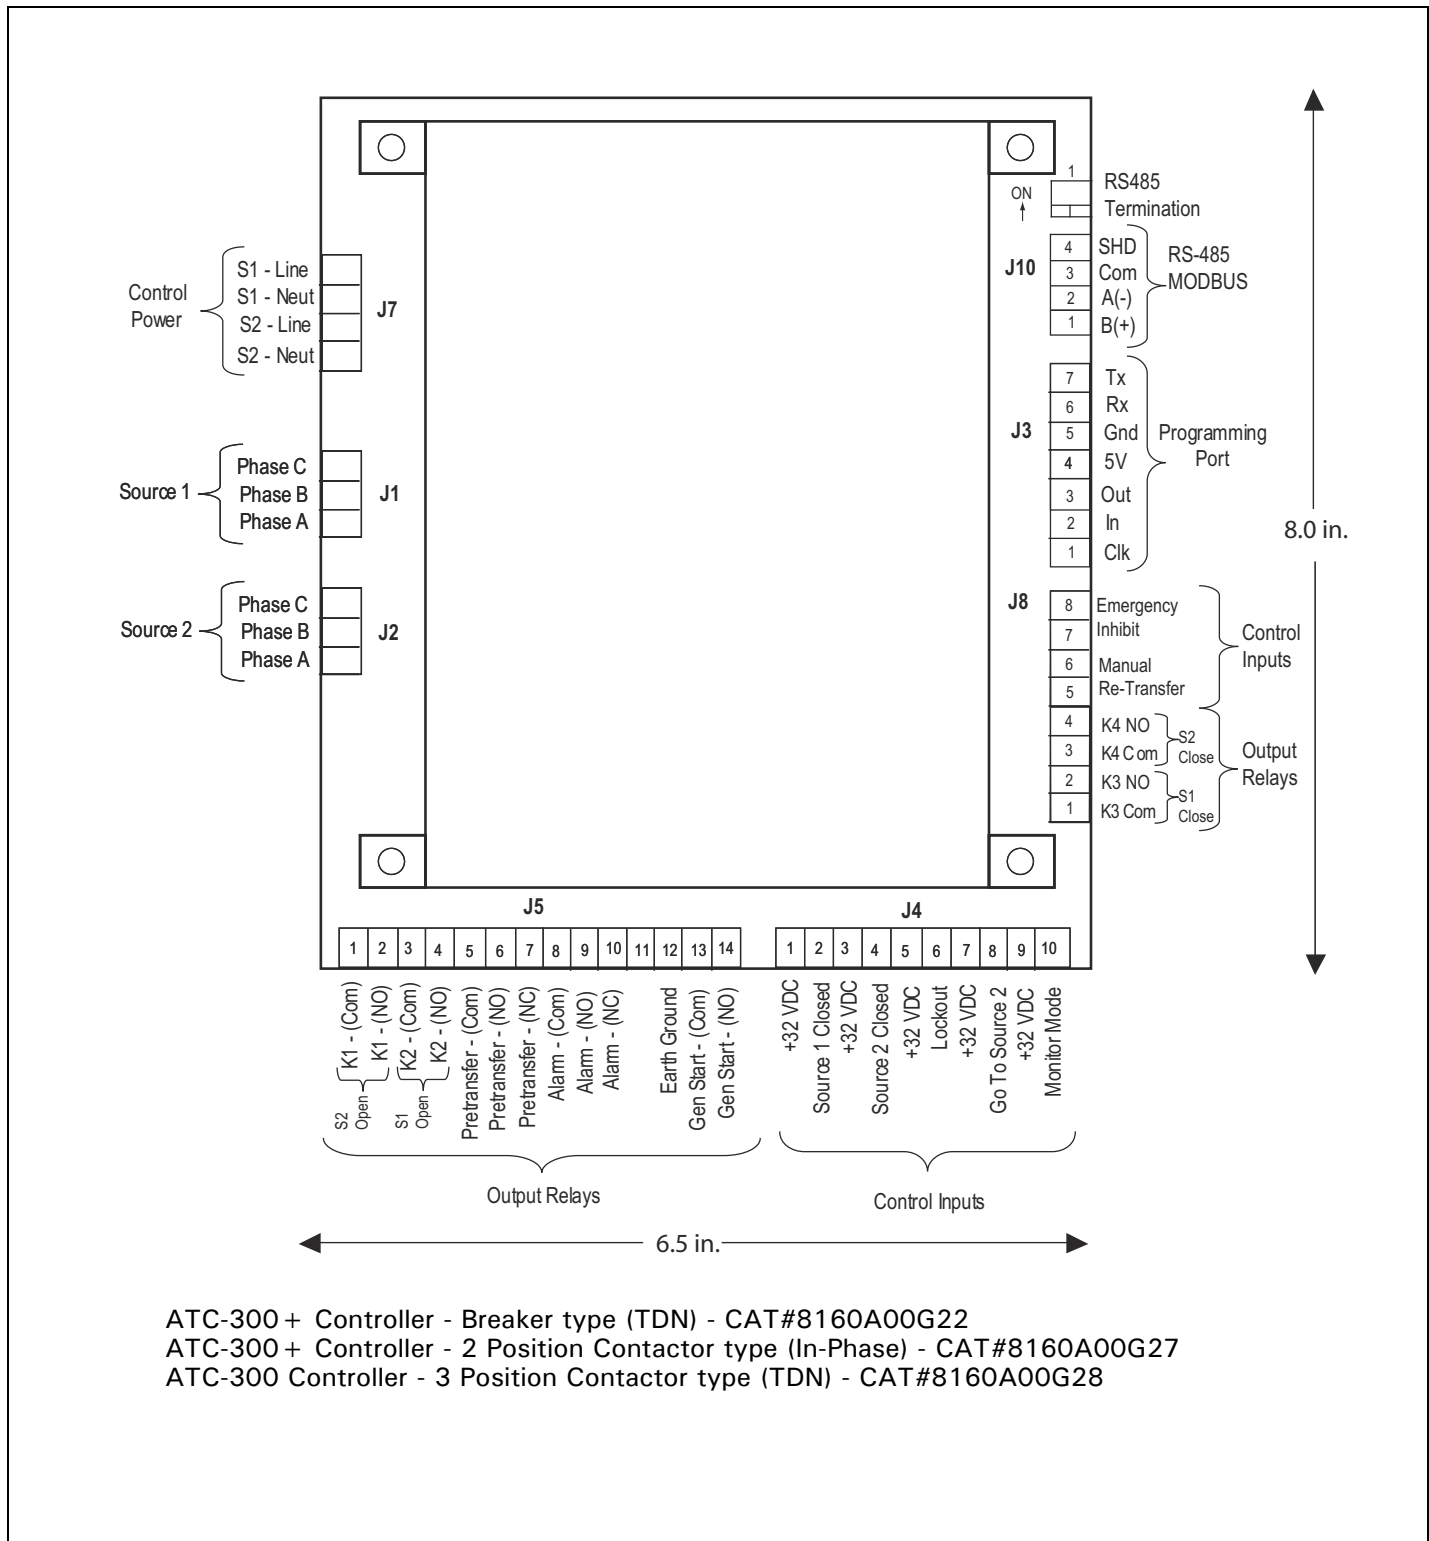 1
RS485
Termination
ON
J10
4 SHD
3 Com
2 A(-)
1 B(+)
RS-485
MODBUS
Control
Power
S1 - Line
S1 - Neut
S2 - Line
S2 - Neut
J7
J3
7 Tx
6 Rx
5 Gnd
4 5V
3 Out
2 In
1 Clk
Programming
Port
Source 1
Phase C
Phase B
Phase A
J1
8.0 in.
Source 2
Phase C
Phase B
Phase A
J2
J8
8 Emergency
7 Inhibit
6 Manual
5 Re-Transfer
Control
Inputs
4 K4 NO
3 K4 Com
S2
Close
2 K3 NO
1 K3 Com
S1
Close
Output
Relays
J5
1 2 3 4 5 6 7 8 9 10 11 12 13 14
K1 - (Com)
K1 - (NO)
S2
Open
K2 - (Com)
K2 - (NO)
S1
Open
Pretransfer - (Com)
Pretransfer - (NO)
Pretransfer - (NC)
Alarm - (Com)
Alarm - (NO)
Alarm - (NC)
Earth Ground
Gen Start - (Com)
Gen Start - (NO)
Output Relays
J4
1 2 3 4 5 6 7 8 9 10
+32 VDC
Source 1 Closed
+32 VDC
Source 2 Closed
+32 VDC
Lockout
+32 VDC
Go To Source 2
+32 VDC
Monitor Mode
Control Inputs
6.5 in.
ATC-300+ Controller - Breaker type (TDN) - CAT#8160A00G22
ATC-300+ Controller - 2 Position Contactor type (In-Phase) - CAT#8160A00G27
ATC-300 Controller - 3 Position Contactor type (TDN) - CAT#8160A00G28